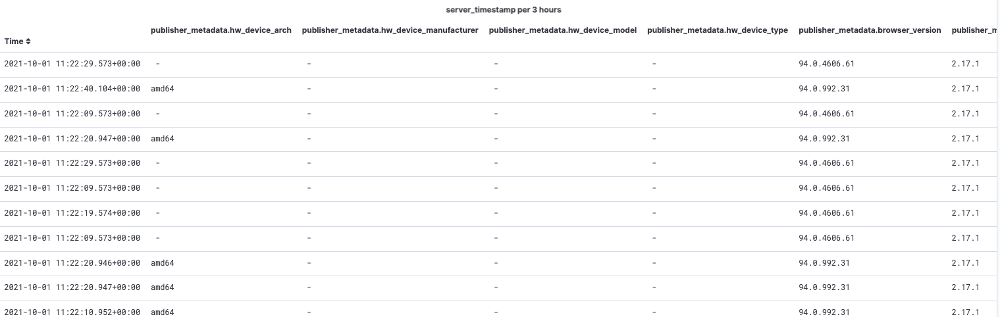 server_timestamp per 3 hours
publisher_metadata.hw_device_arch publisher_metadata.hw_device_manufacturer publisher_metadata.hw_device_model publisher_metadata.hw_device_type publisher_metadata.browser_version publisher_m
Time
2021-10-01 11:22:29.573+00:00 - - - - 94.0.4606.61 2.17.1
2021-10-01 11:22:40.104+00:00 amd64 - - - 94.0.992.31 2.17.1
2021-10-01 11:22:09.573+00:00 - - - - 94.0.4606.61 2.17.1
2021-10-01 11:22:20.947+00:00 amd64 - - - 94.0.992.31 2.17.1
2021-10-01 11:22:29.573+00:00 - - - - 94.0.4606.61 2.17.1
2021-10-01 11:22:09.573+00:00 - - - - 94.0.4606.61 2.17.1
2021-10-01 11:22:19.574+00:00 - - - - 94.0.4606.61 2.17.1
2021-10-01 11:22:09.573+00:00 - - - - 94.0.4606.61 2.17.1
2021-10-01 11:22:20.946+00:00 amd64 - - - 94.0.992.31 2.17.1
2021-10-01 11:22:20.947+00:00 amd64 - - - 94.0.992.31 2.17.1
2021-10-01 11:22:10.952+00:00 amd64 - - - 94.0.992.31 2.17.1